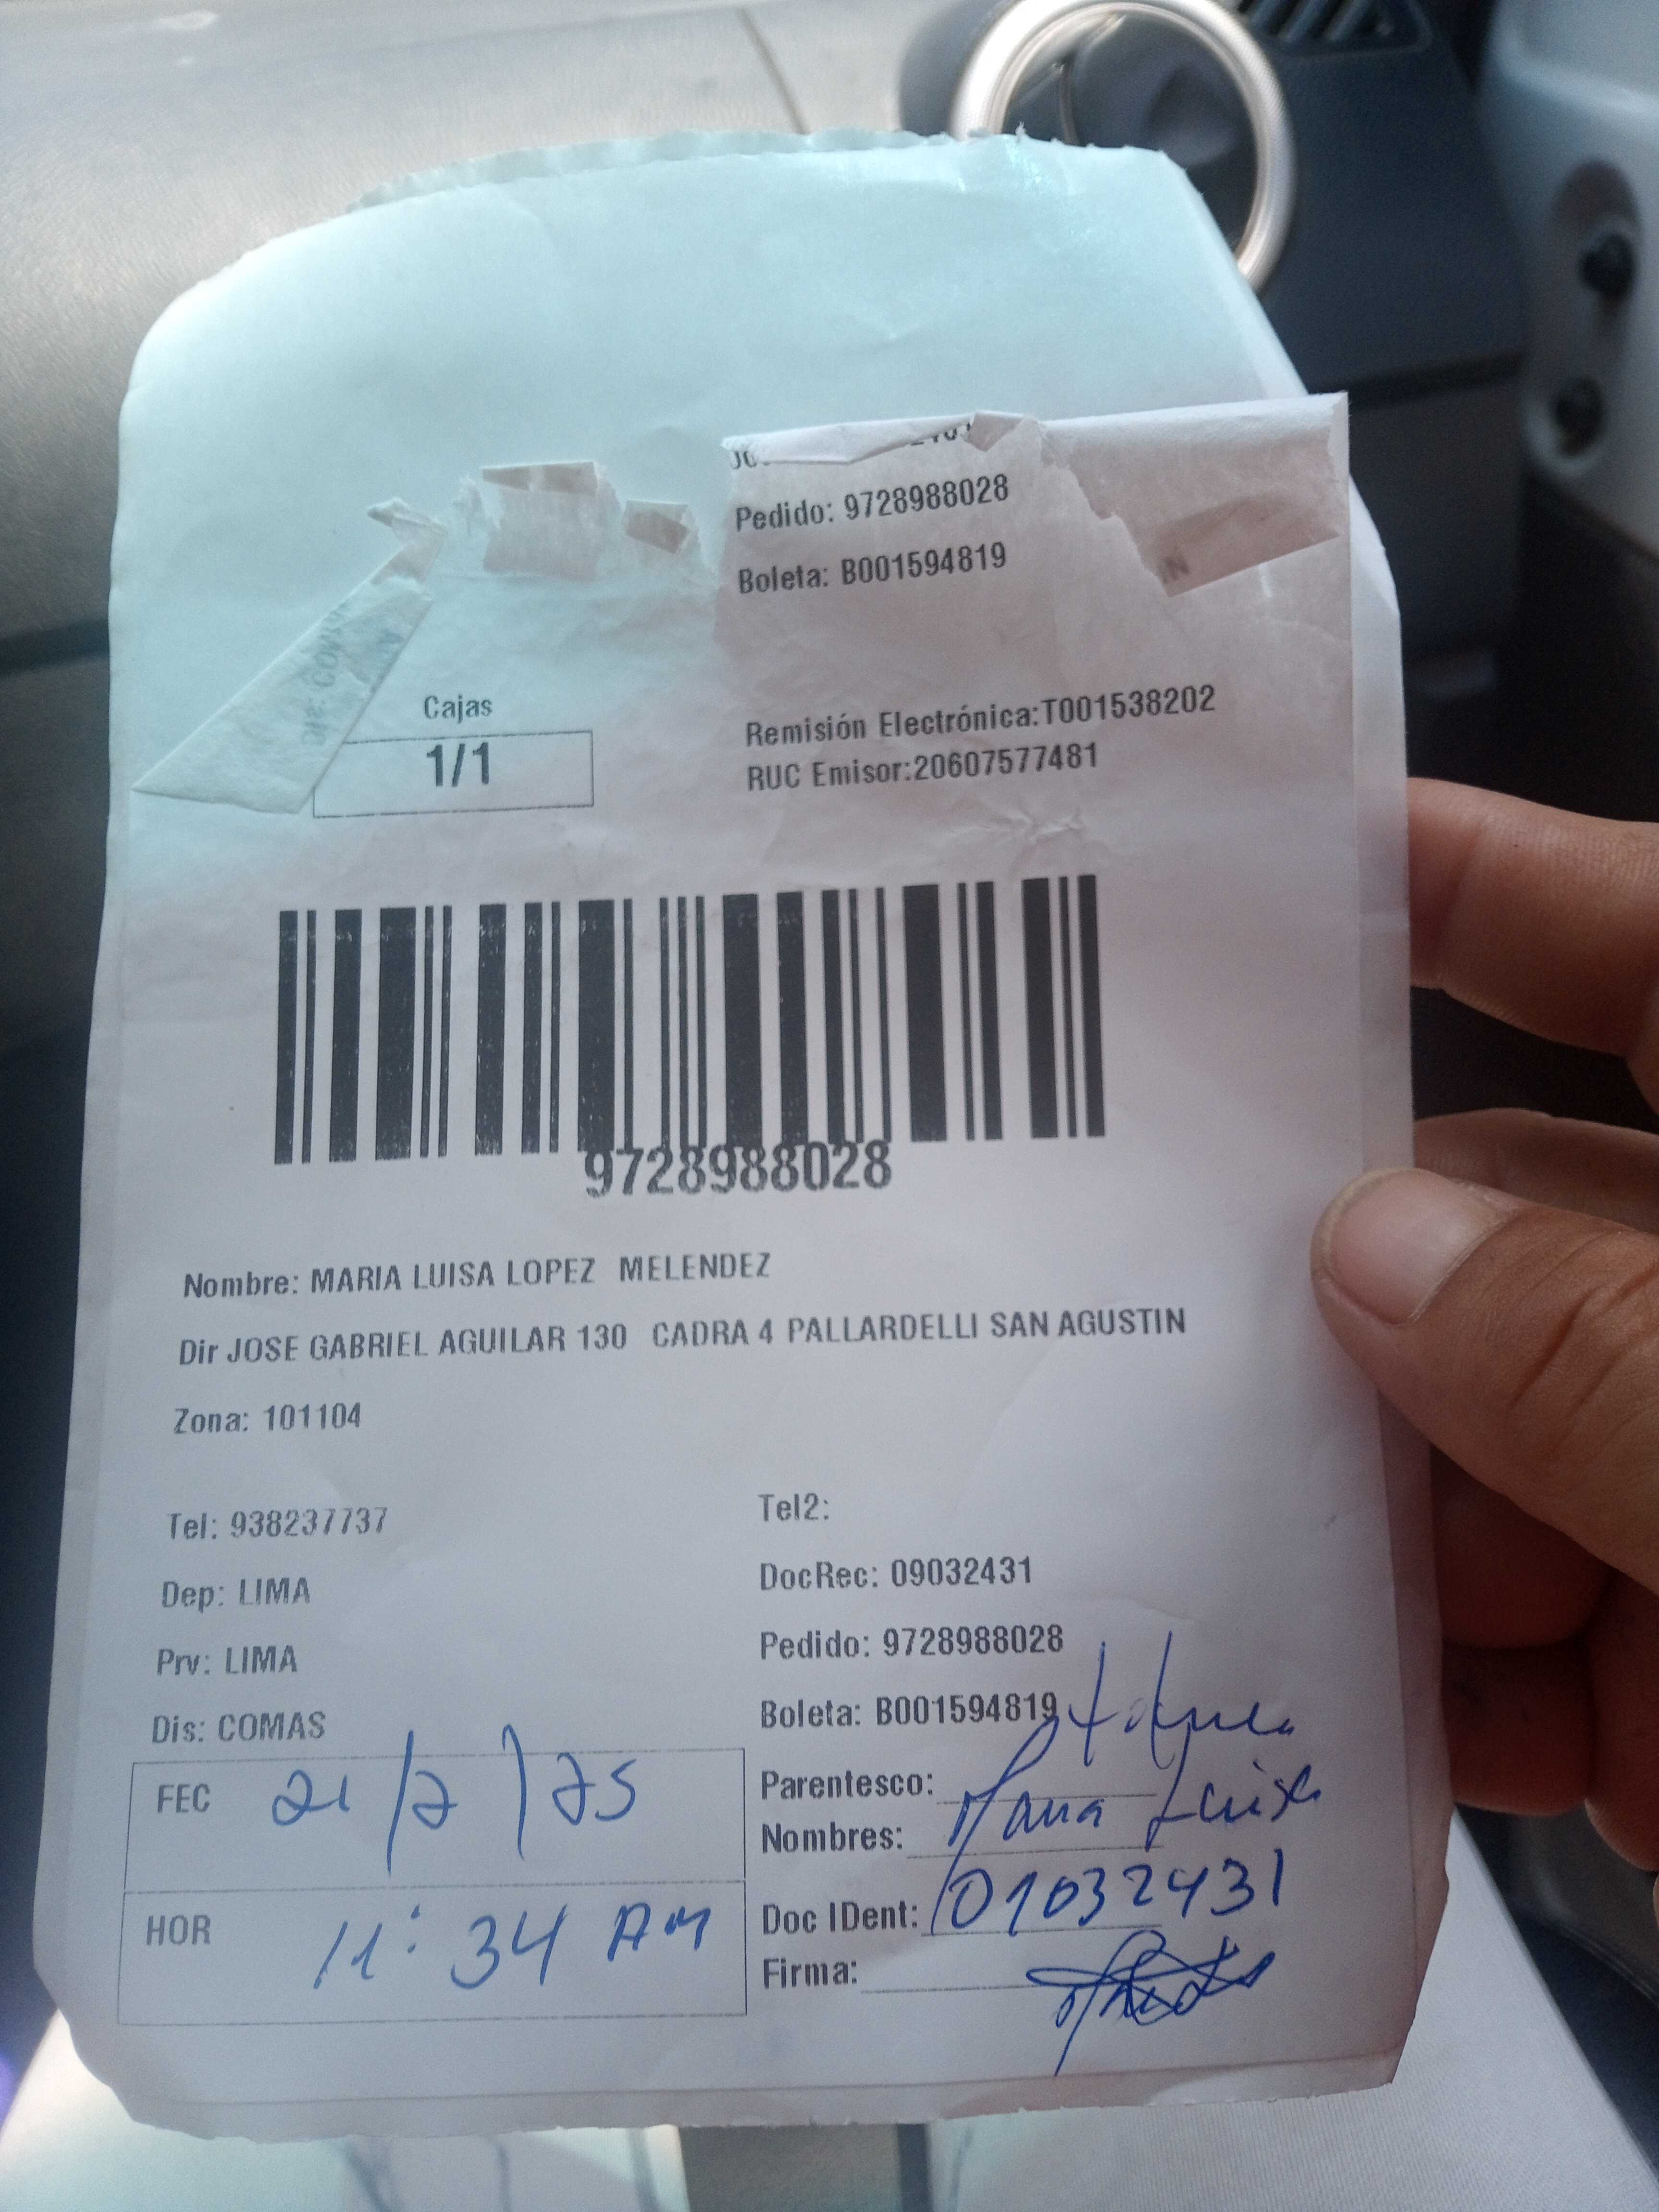 Pedido: 9728988028
Boleta: B001594819
Cajas
1/1
Remisión Electrónica:T001538202
RUC Emisor:20607577481
9728988028
Nombre: MARIA LUISA LOPEZ MELENDEZ
Dir JOSE GABRIEL AGUILAR 130 CADRA 4 PALLARDELLI SAN AGUSTIN
Zona: 101104
Tel: 938237737
Tel2:
Dep: LIMA
DocRec: 09032431
Prv: LIMA
Pedido: 9728988028
Dis: COMAS
Boleta: B001594819
FEC 21/2/25
Parentesco:
Nombres: Maria Luisa
HOR 11:34 AM
Doc IDent: 09032431
Firma: